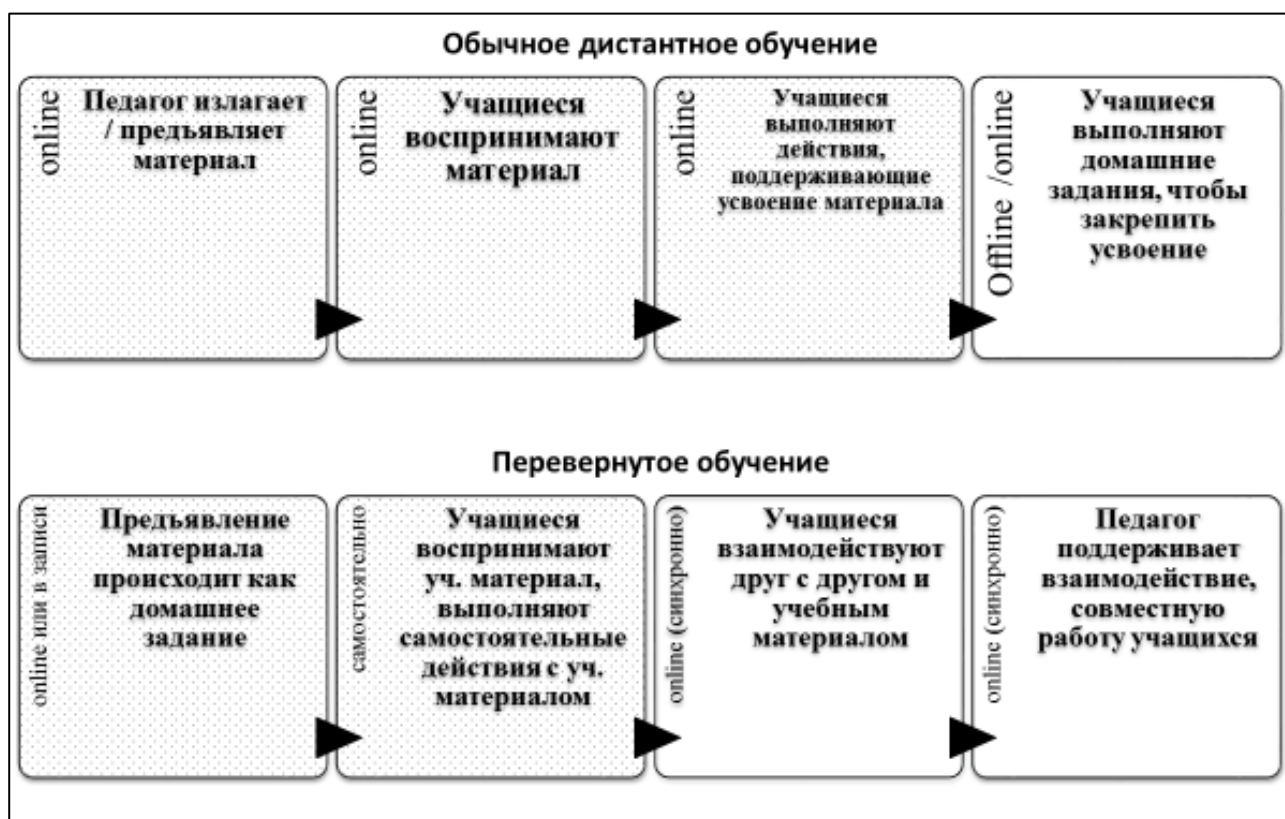 Обычное дистантное обучение
online
Педагог излагает
/ предъявляет
материал
online
Учащиеся
воспринимают
материал
online
Учащиеся
выполняют
действия,
поддерживающие
усвоение материала
Offline /online
Учащиеся
выполняют
домашние
задания, чтобы
закрепить
усвоение
Перевернутое обучение
online или в записи
Предъявление
материала
происходит как
домашнее
задание
самостоятельно
Учащиеся
воспринимают
уч. материал,
выполняют
самостоятельные
действия с уч.
материалом
online (синхронно)
Учащиеся
взаимодействуют
друг с другом и
учебным
материалом
online (синхронно)
Педагог
поддерживает
взаимодействие,
совместную
работу учащихся